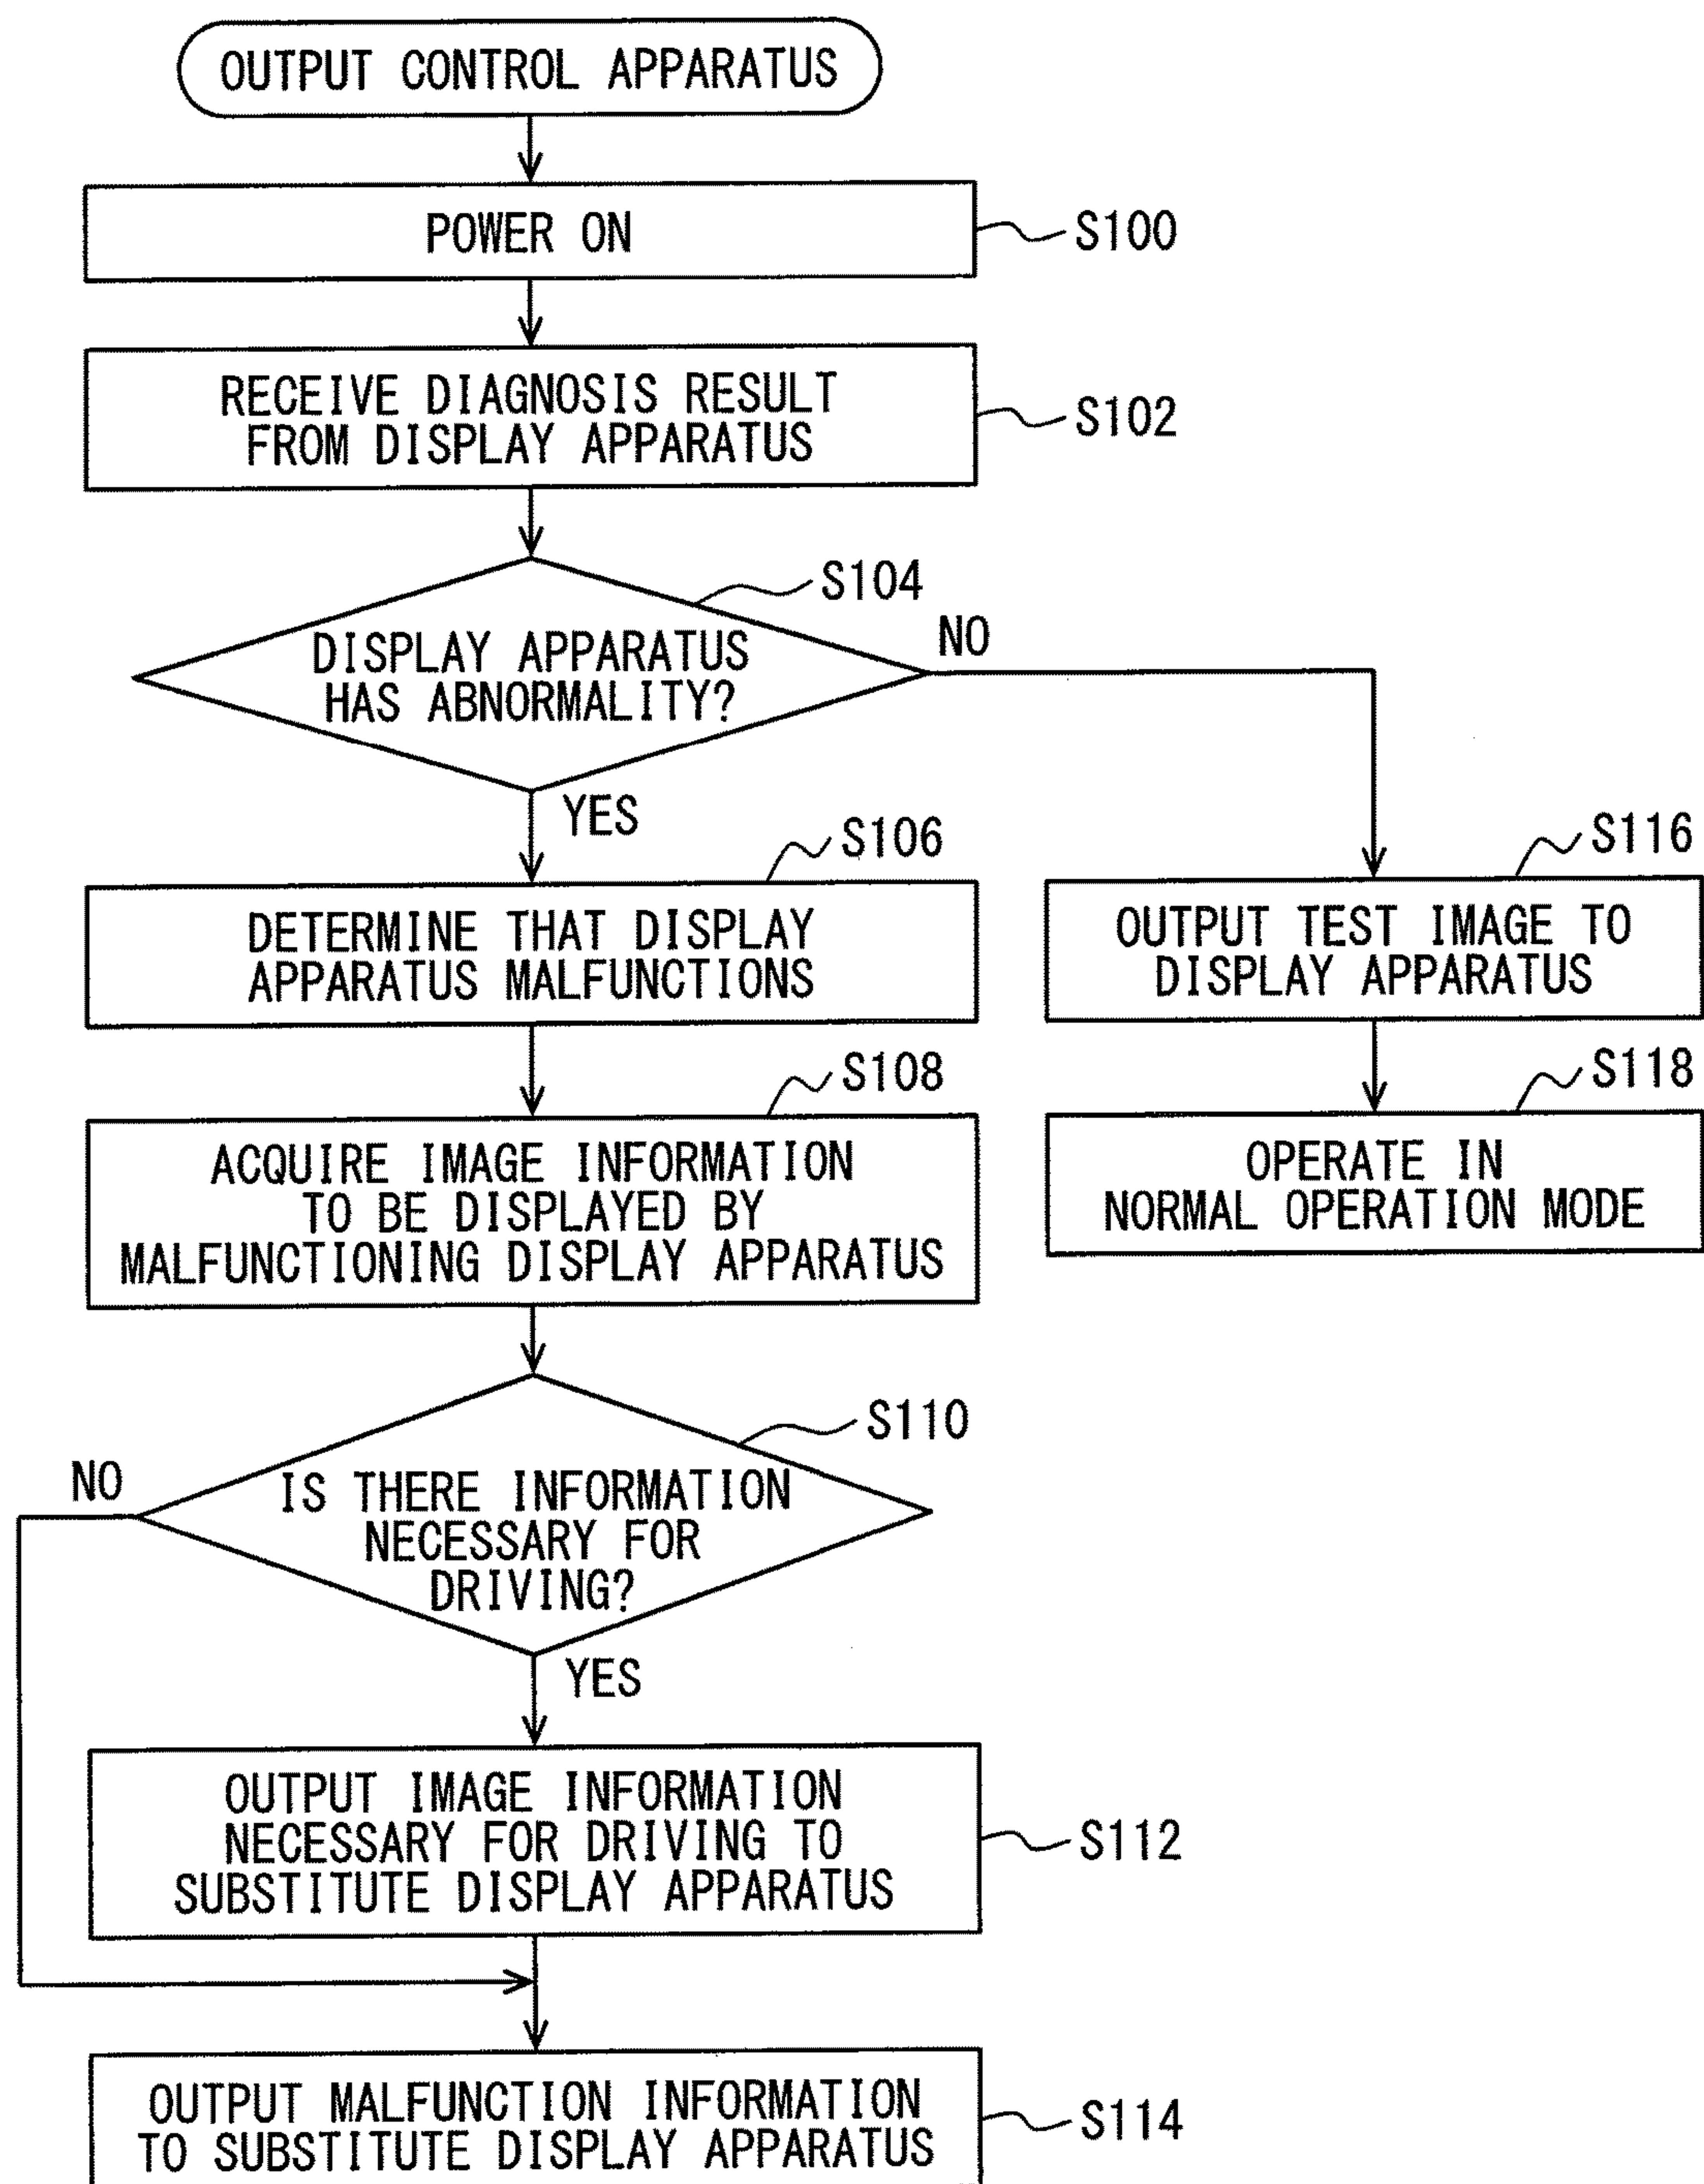 OUTPUT CONTROL APPARATUS
POWER ON
S100
RECEIVE DIAGNOSIS RESULT
FROM DISPLAY APPARATUS
S102
S104
DISPLAY APPARATUS
HAS ABNORMALITY?
NO
YES
S106
DETERMINE THAT DISPLAY
APPARATUS MALFUNCTIONS
S116
OUTPUT TEST IMAGE TO
DISPLAY APPARATUS
S108
ACQUIRE IMAGE INFORMATION
TO BE DISPLAYED BY
MALFUNCTIONING DISPLAY APPARATUS
S118
OPERATE IN
NORMAL OPERATION MODE
S110
NO
IS THERE INFORMATION
NECESSARY FOR
DRIVING?
YES
OUTPUT IMAGE INFORMATION
NECESSARY FOR DRIVING TO
SUBSTITUTE DISPLAY APPARATUS
S112
OUTPUT MALFUNCTION INFORMATION
TO SUBSTITUTE DISPLAY APPARATUS
S114